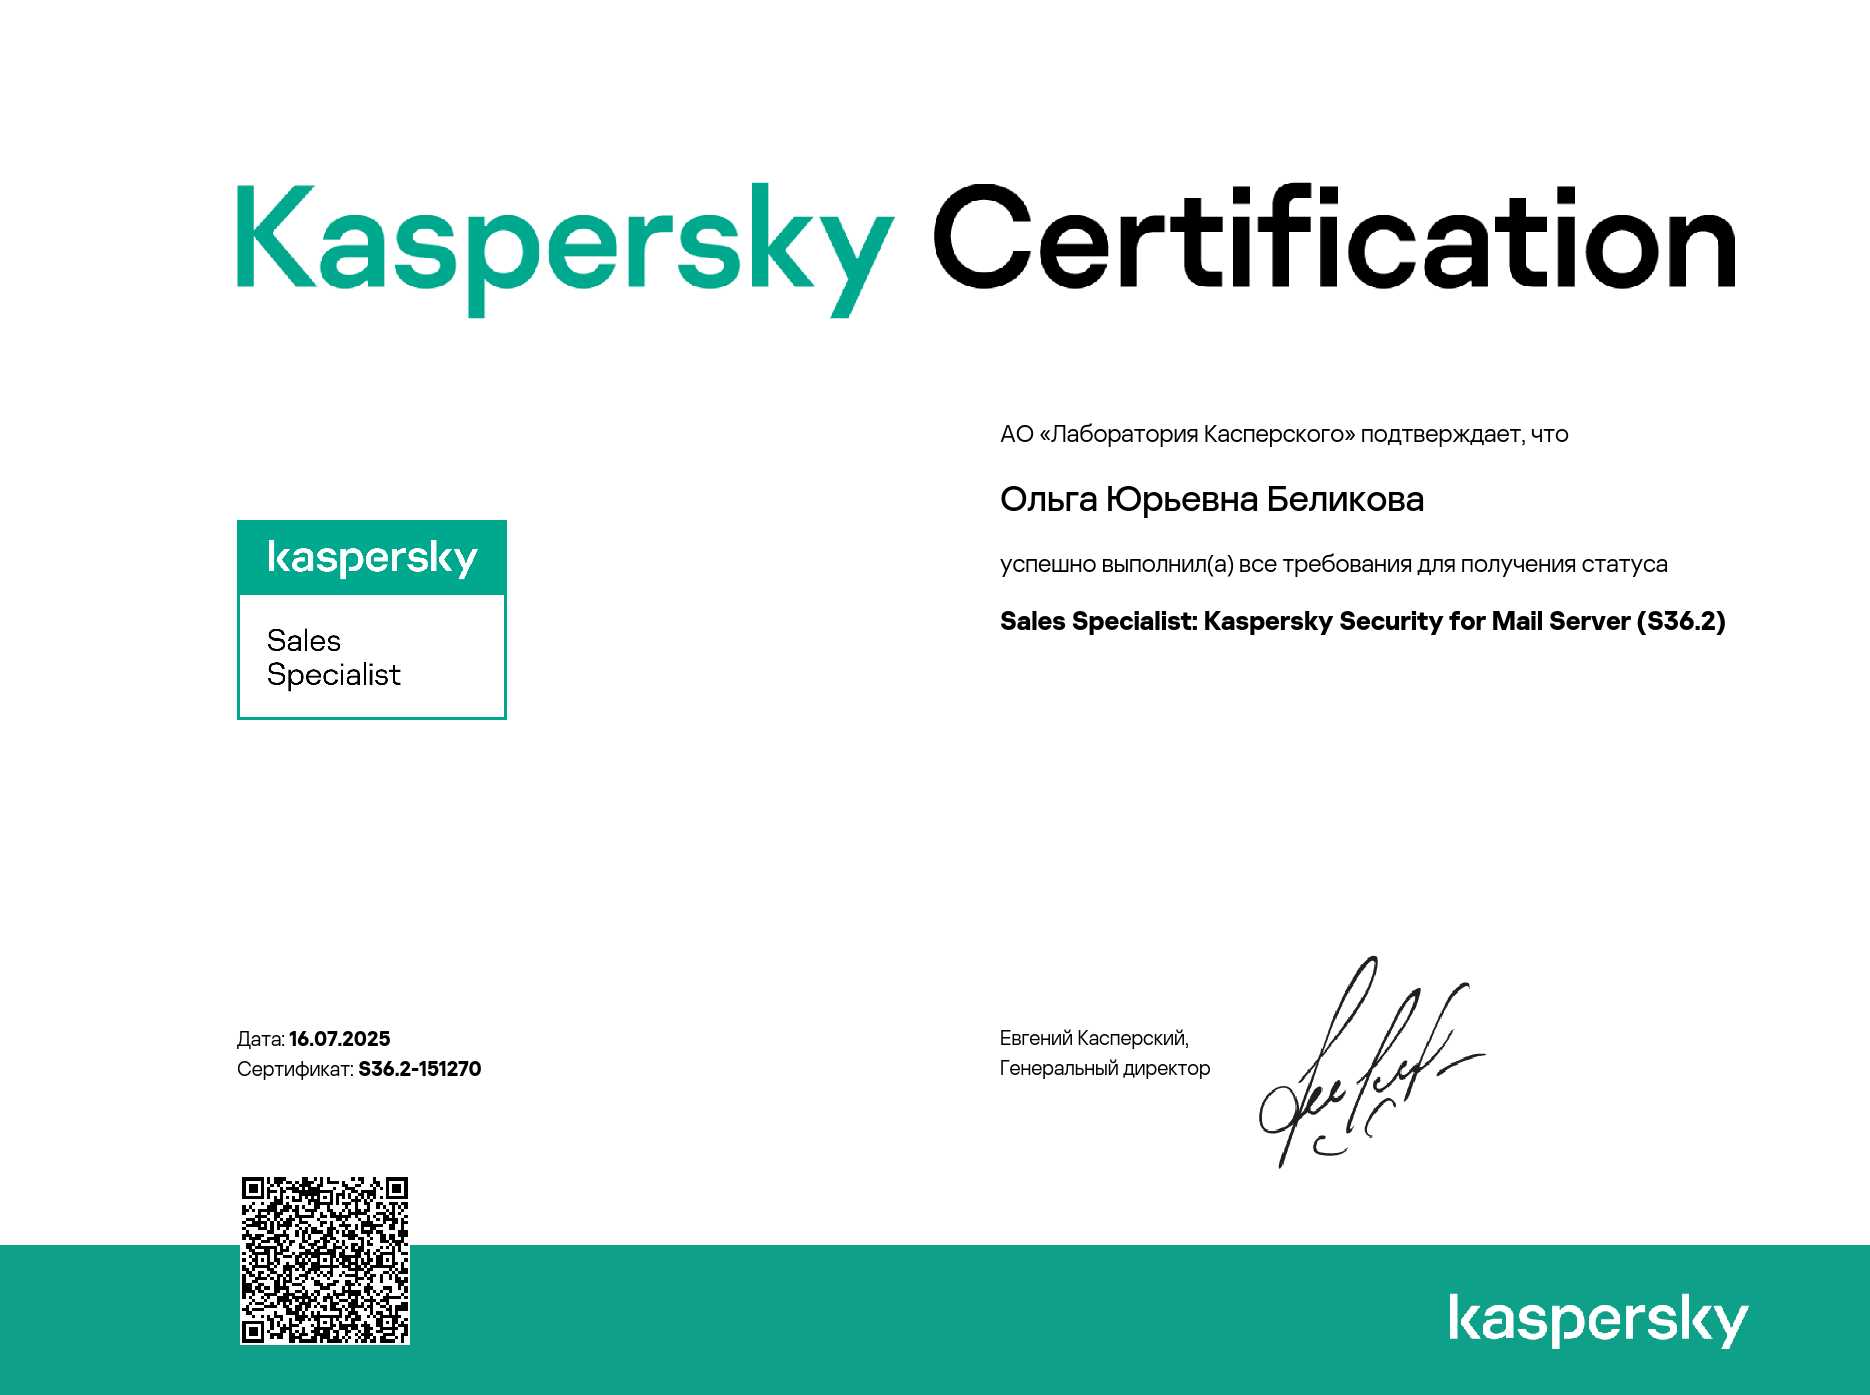 Kaspersky Certification
АО «Лаборатория Касперского» подтверждает, что
Ольга Юрьевна Беликова
успешно выполнил(а) все требования для получения статуса
Sales Specialist: Kaspersky Security for Mail Server (S36.2)
kaspersky
Sales
Specialist
Дата: 16.07.2025
Сертификат: S36.2-151270
Евгений Касперский,
Генеральный директор
kaspersky